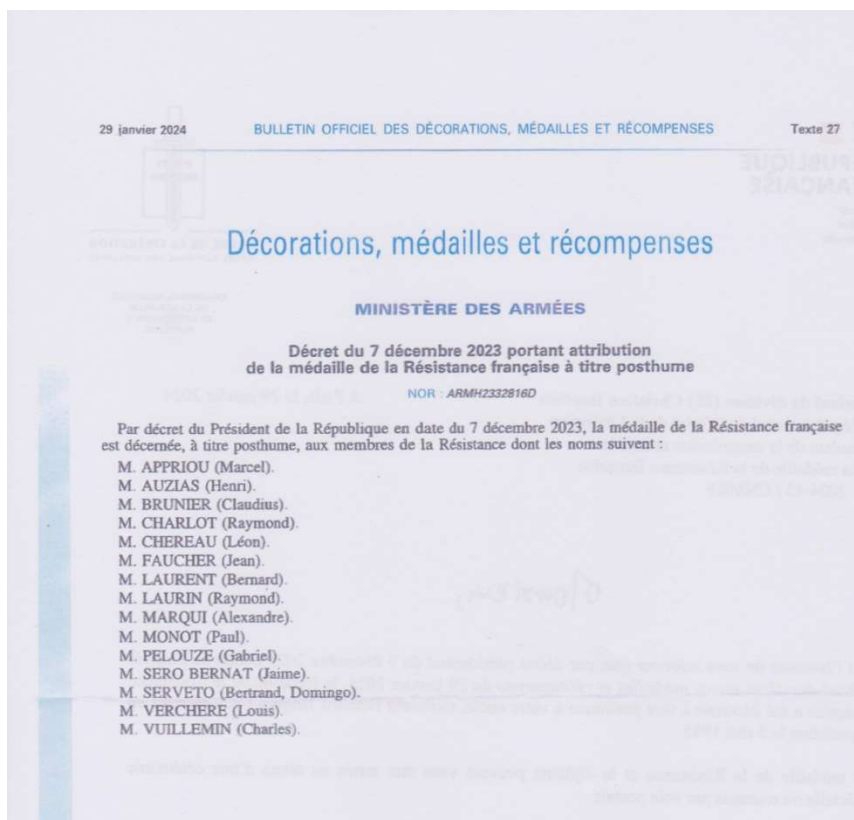 29 janvier 2024 BULLETIN OFFICIEL DES DÉCORATIONS, MÉDAILLES ET RÉCOMPENSES Texte 27
Décorations, médailles et récompenses
MINISTÈRE DES ARMÉES
Décret du 7 décembre 2023 portant attribution
de la médaille de la Résistance française à titre posthume
NOR : ARMH2332816D
Par décret du Président de la République en date du 7 décembre 2023, la médaille de la Résistance française
est décernée, à titre posthume, aux membres de la Résistance dont les noms suivent :
M. APPRIOU (Marcel).
M. AUZIAS (Henri).
M. BRUNIER (Claudius).
M. CHARLOT (Raymond).
M. CHEREAU (Léon).
M. FAUCHER (Jean).
M. LAURENT (Bernard).
M. LAURIN (Raymond).
M. MARQUI (Alexandre).
M. MONOT (Paul).
M. PELOUZE (Gabriel).
M. SERO BERNAT (Jaime).
M. SERVETO (Bertrand, Domingo).
M. VERCHERE (Louis).
M. VUILLEMIN (Charles).